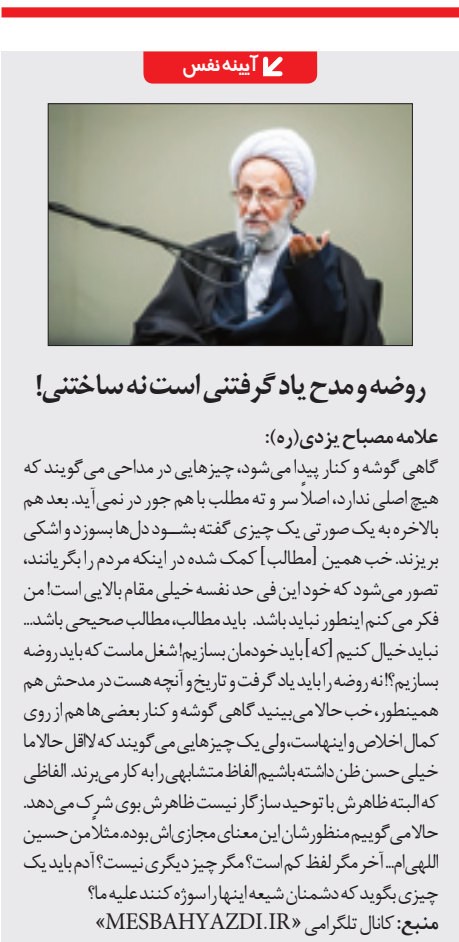 آیینه نفس
روضه و مدح یاد گرفتنی است نه ساختنی!
علامه مصباح یزدی(ره):
گاهی گوشه و کنار پیدا می‌شود، چیزهایی در مداحی می‌گویند که
هیچ اصلی ندارد، اصلاً سر و ته مطلب با هم جور در نمی‌آید. بعد هم
بالاخره به یک صورتی یک چیزی گفته بشــود دل‌ها بسوزد و اشکی
بریزند. خب همین [مطالب] کمک شده در اینکه مردم را بگریانند،
تصور می‌شود که خود این فی حد نفسه خیلی مقام بالایی است! من
فکر می کنم اینطور نباید باشد. باید مطالب، مطالب صحیحی باشد...
نباید خیال کنیم [که] باید خودمان بسازیم! شغل ماست که باید روضه
بسازیم؟! نه روضه را باید یاد گرفت و تاریخ و آنچه هست در مدحش هم
همینطور، خب حالا می‌بینید گاهی گوشه و کنار بعضی‌ها هم از روی
کمال اخلاص و اینهاست، ولی یک چیزهایی می گویند که لااقل حالا ما
خیلی حسن ظن داشته باشیم الفاظ متشابهی را به کار می‌برند. الفاظی
که البته ظاهرش با توحید سازگار نیست ظاهرش بوی شرک می‌دهد.
حالا می گوییم منظورشان این معنای مجازی‌اش بوده. مثلاً من حسین
اللهی‌ام... آخر مگر لفظ کم است؟ مگر چیز دیگری نیست؟ آدم باید یک
چیزی بگوید که دشمنان شیعه اینها را سوژه کنند علیه ما؟
منبع: کانال تلگرامی «MESBAHYAZDI.IR»